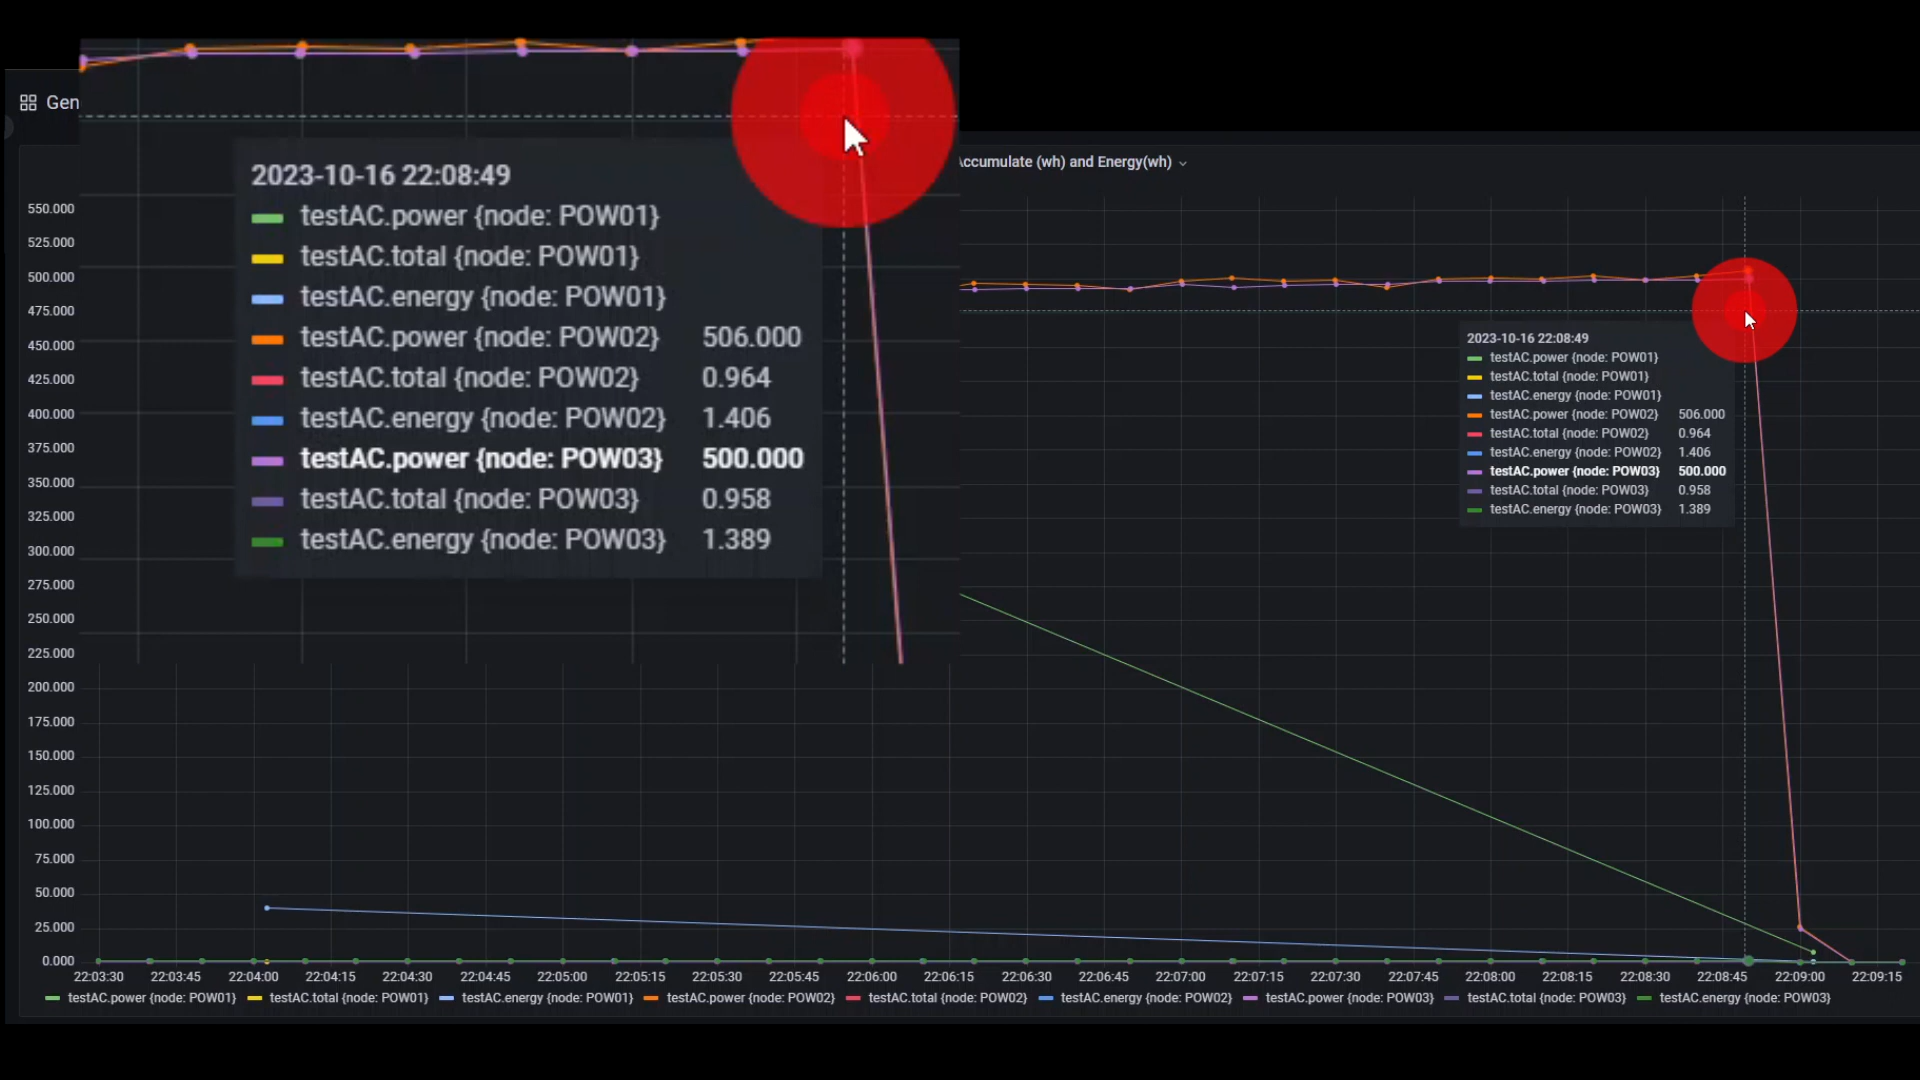 Gen
2023-10-16 22:08:49
testAC.power {node: POW01}
testAC.total {node: POW01}
testAC.energy {node: POW01}
testAC.power {node: POW02} 506.000
testAC.total {node: POW02} 0.964
testAC.energy {node: POW02} 1.406
testAC.power {node: POW03} 500.000
testAC.total {node: POW03} 0.958
testAC.energy {node: POW03} 1.389
Accumulate (wh) and Energy(wh)
550.000
525.000
500.000
475.000
450.000
425.000
400.000
375.000
350.000
325.000
300.000
275.000
250.000
225.000
200.000
175.000
150.000
125.000
100.000
75.000
50.000
25.000
0.000
2023-10-16 22:08:49
testAC.power {node: POW01}
testAC.total {node: POW01}
testAC.energy {node: POW01}
testAC.power {node: POW02} 506.000
testAC.total {node: POW02} 0.964
testAC.energy {node: POW02} 1.406
testAC.power {node: POW03} 500.000
testAC.total {node: POW03} 0.958
testAC.energy {node: POW03} 1.389
22:03:30 22:03:45 22:04:00 22:04:15 22:04:30 22:04:45 22:05:00 22:05:15 22:05:30 22:05:45 22:06:00 22:06:15 22:06:30 22:06:45 22:07:00 22:07:15 22:07:30 22:07:45 22:08:00 22:08:15 22:08:30 22:08:45 22:09:00 22:09:15
testAC.power {node: POW01} testAC.total {node: POW01} testAC.energy {node: POW01} testAC.power {node: POW02} testAC.total {node: POW02} testAC.energy {node: POW02} testAC.power {node: POW03} testAC.total {node: POW03} testAC.energy {node: POW03}